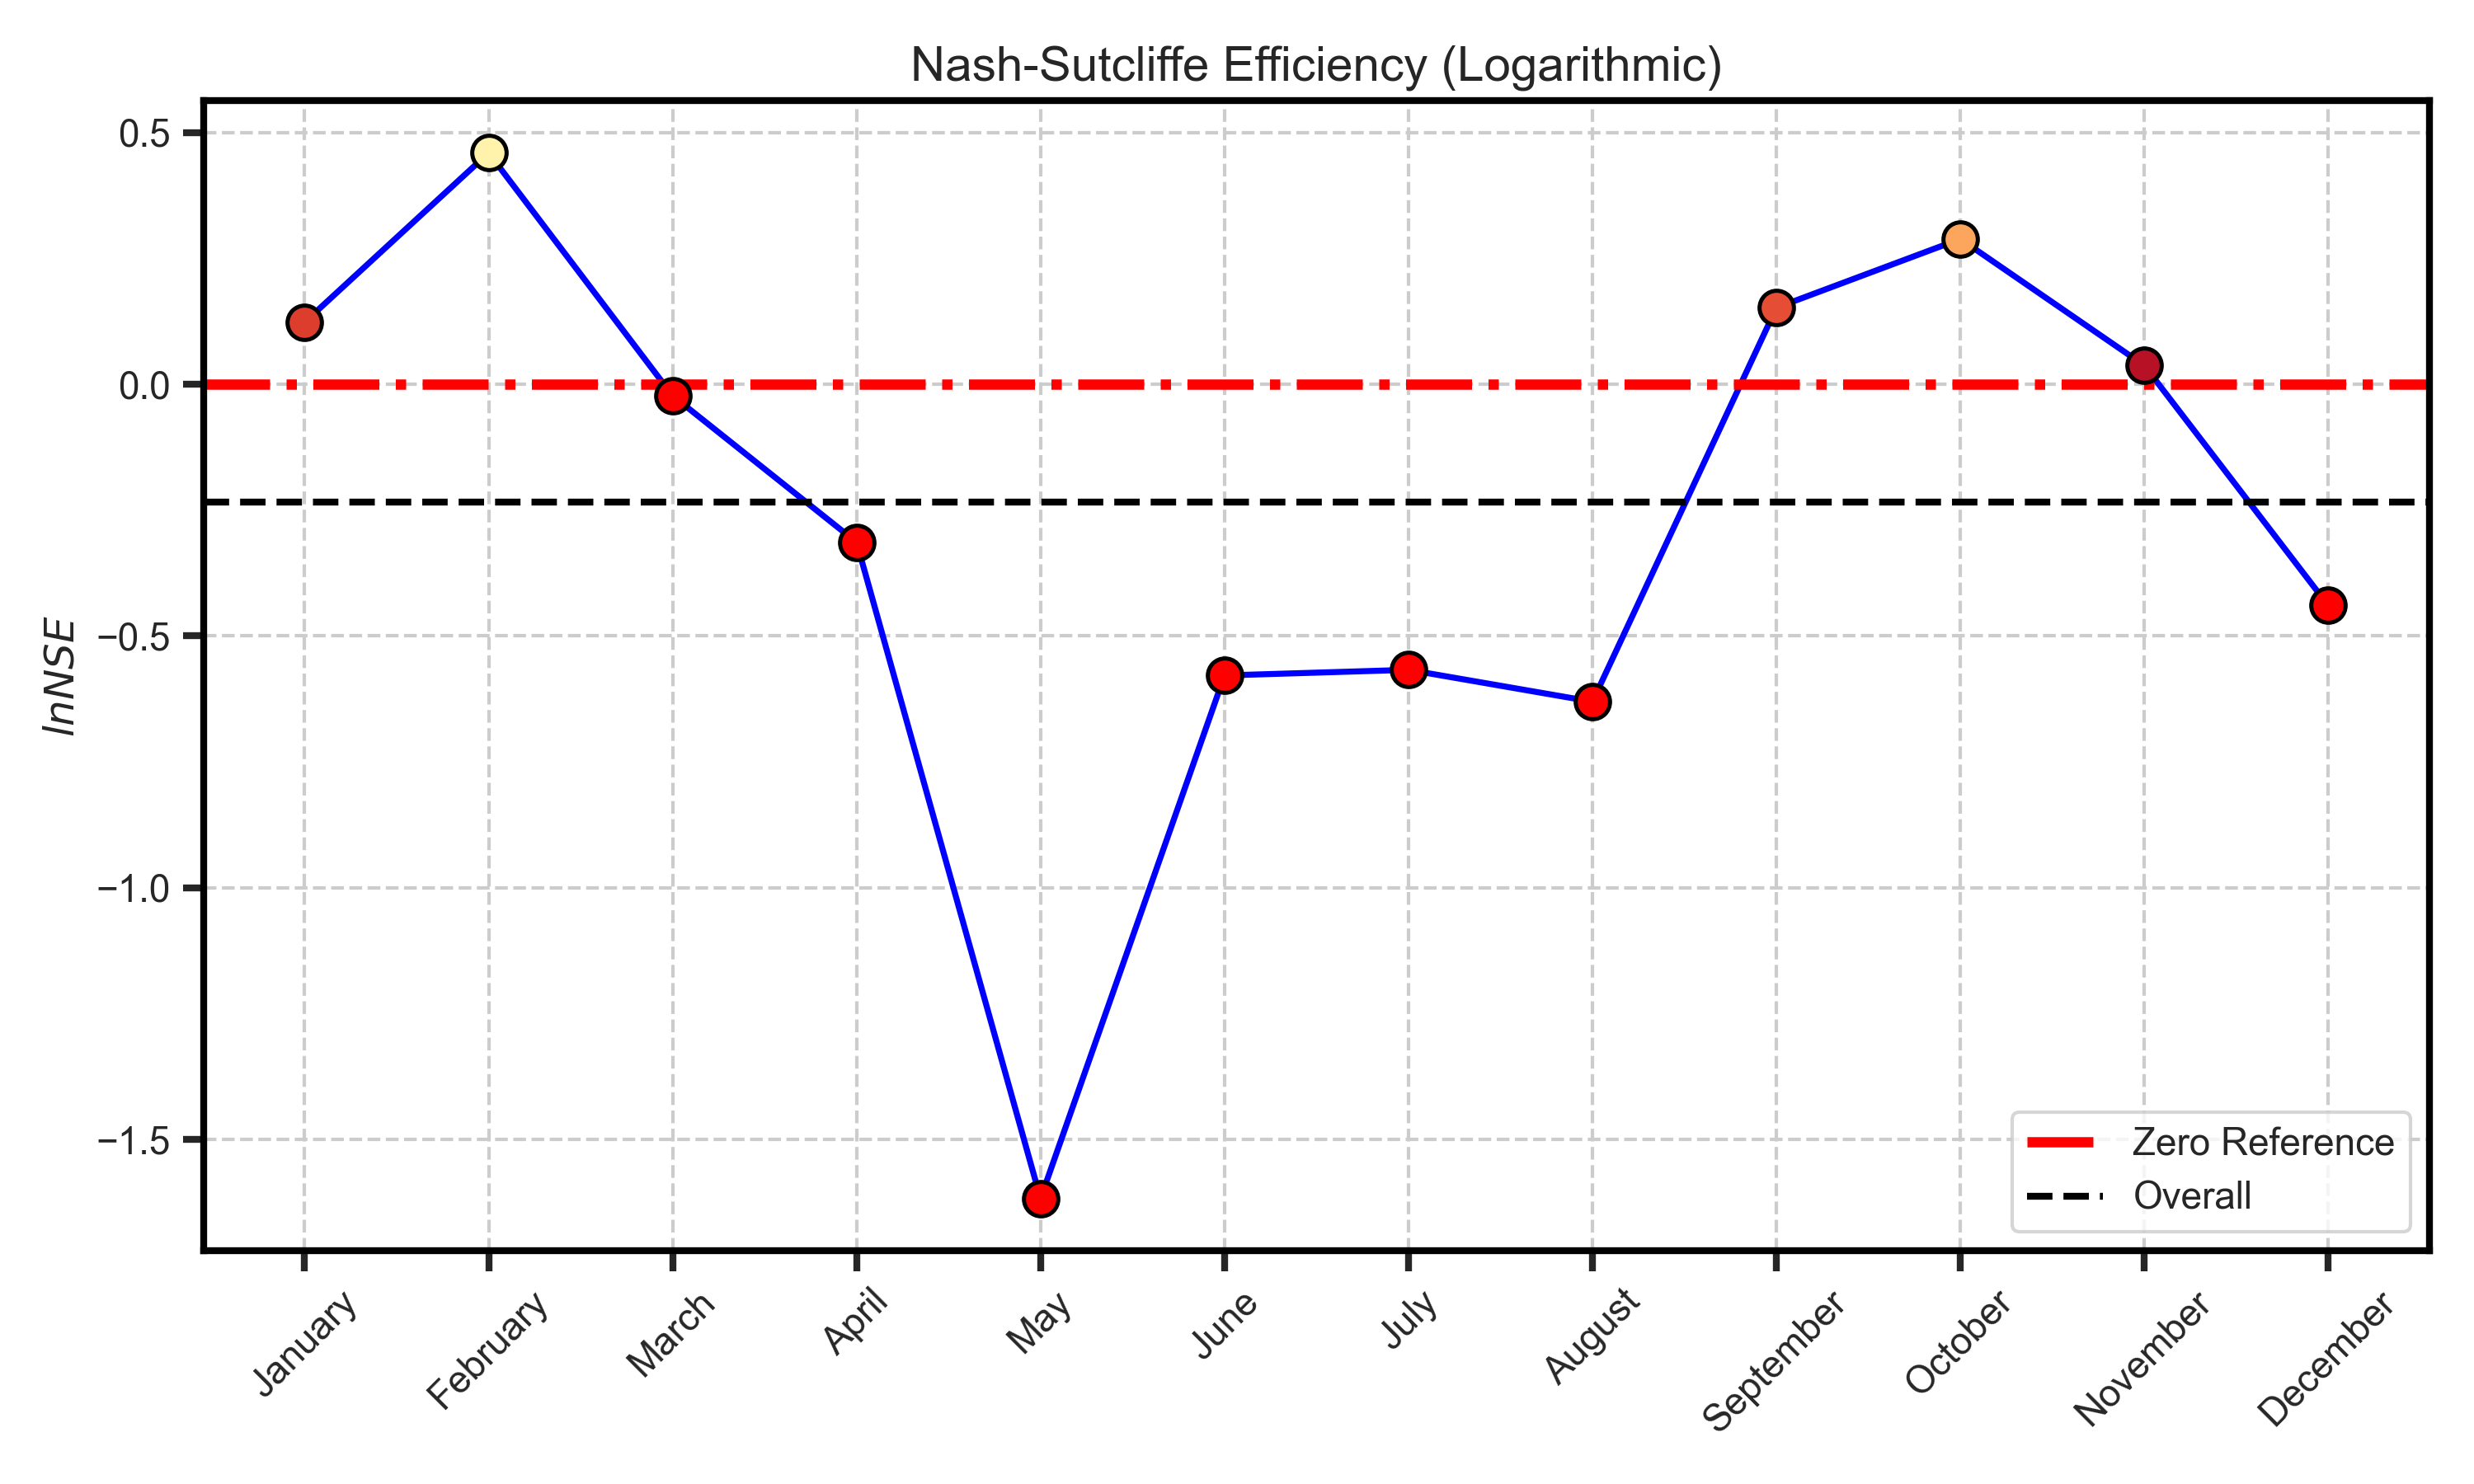 Nash-Sutcliffe Efficiency (Logarithmic)
0.5
0.0
−0.5
−1.0
−1.5
lnNSE
Zero Reference
Overall
January
February
March
April
May
June
July
August
September
October
November
December